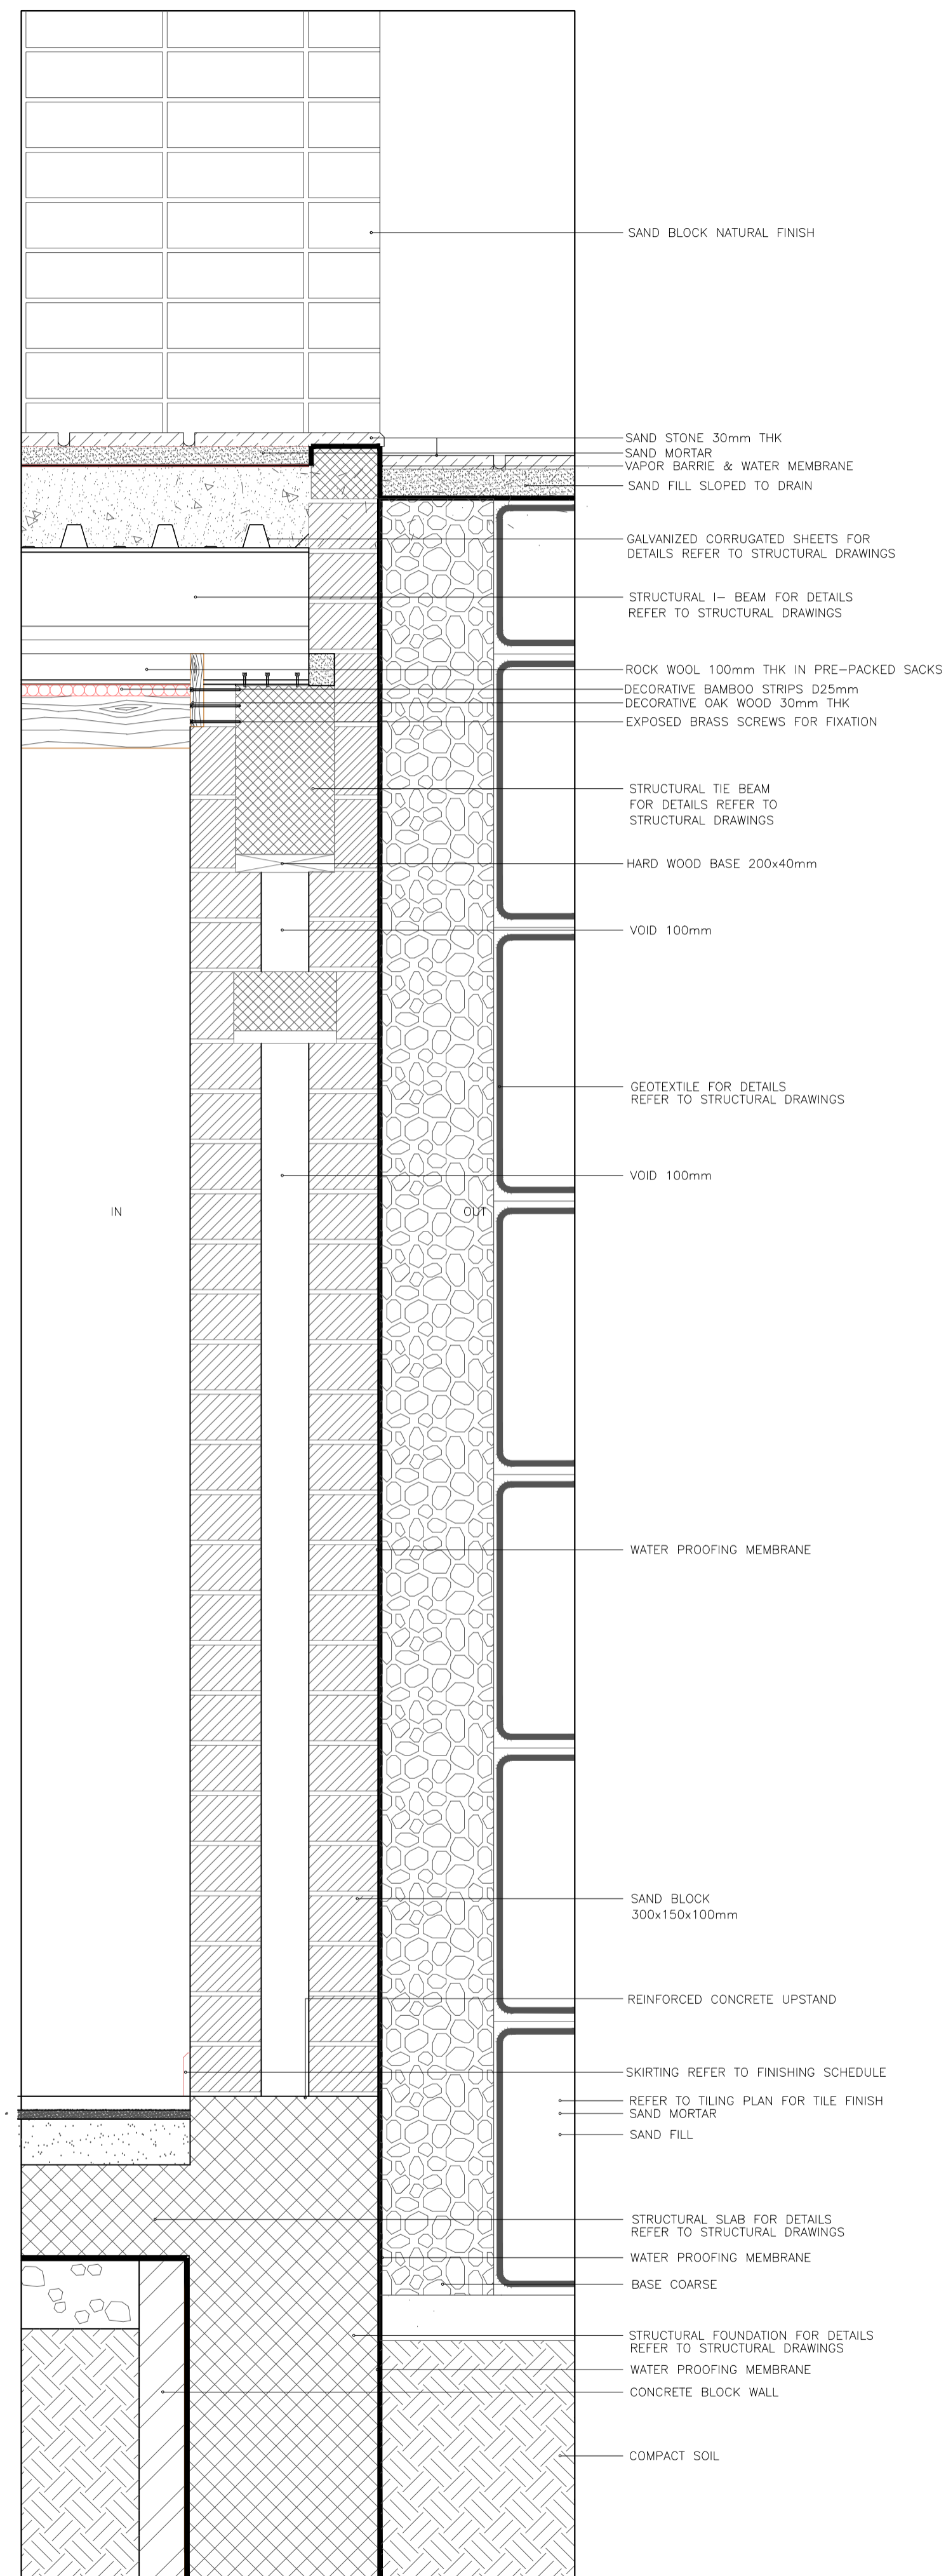 SAND BLOCK NATURAL FINISH
SAND STONE 30mm THK
SAND MORTAR
VAPOR BARRIE & WATER MEMBRANE
SAND FILL SLOPED TO DRAIN
GALVANIZED CORRUGATED SHEETS FOR
DETAILS REFER TO STRUCTURAL DRAWINGS
STRUCTURAL I- BEAM FOR DETAILS
REFER TO STRUCTURAL DRAWINGS
ROCK WOOL 100mm THK IN PRE-PACKED SACKS
DECORATIVE BAMBOO STRIPS D25mm
DECORATIVE OAK WOOD 30mm THK
EXPOSED BRASS SCREWS FOR FIXATION
STRUCTURAL TIE BEAM
FOR DETAILS REFER TO
STRUCTURAL DRAWINGS
HARD WOOD BASE 200x40mm
VOID 100mm
GEOTEXTILE FOR DETAILS
REFER TO STRUCTURAL DRAWINGS
VOID 100mm
IN
OUT
WATER PROOFING MEMBRANE
SAND BLOCK
300x150x100mm
REINFORCED CONCRETE UPSTAND
SKIRTING REFER TO FINISHING SCHEDULE
REFER TO TILING PLAN FOR TILE FINISH
SAND MORTAR
SAND FILL
STRUCTURAL SLAB FOR DETAILS
REFER TO STRUCTURAL DRAWINGS
WATER PROOFING MEMBRANE
BASE COARSE
STRUCTURAL FOUNDATION FOR DETAILS
REFER TO STRUCTURAL DRAWINGS
WATER PROOFING MEMBRANE
CONCRETE BLOCK WALL
COMPACT SOIL